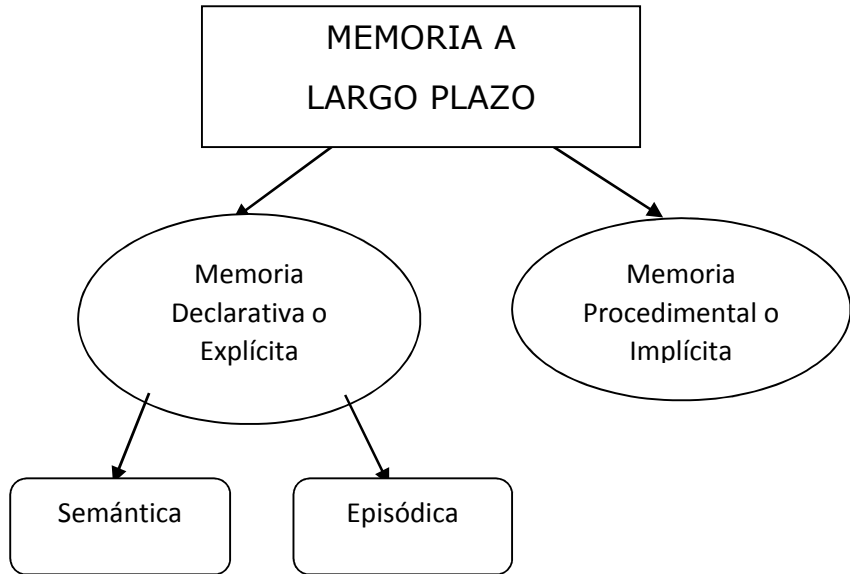 MEMORIA A
LARGO PLAZO
Memoria
Declarativa o
Explícita
Memoria
Procedimental o
Implícita
Semántica
Episódica